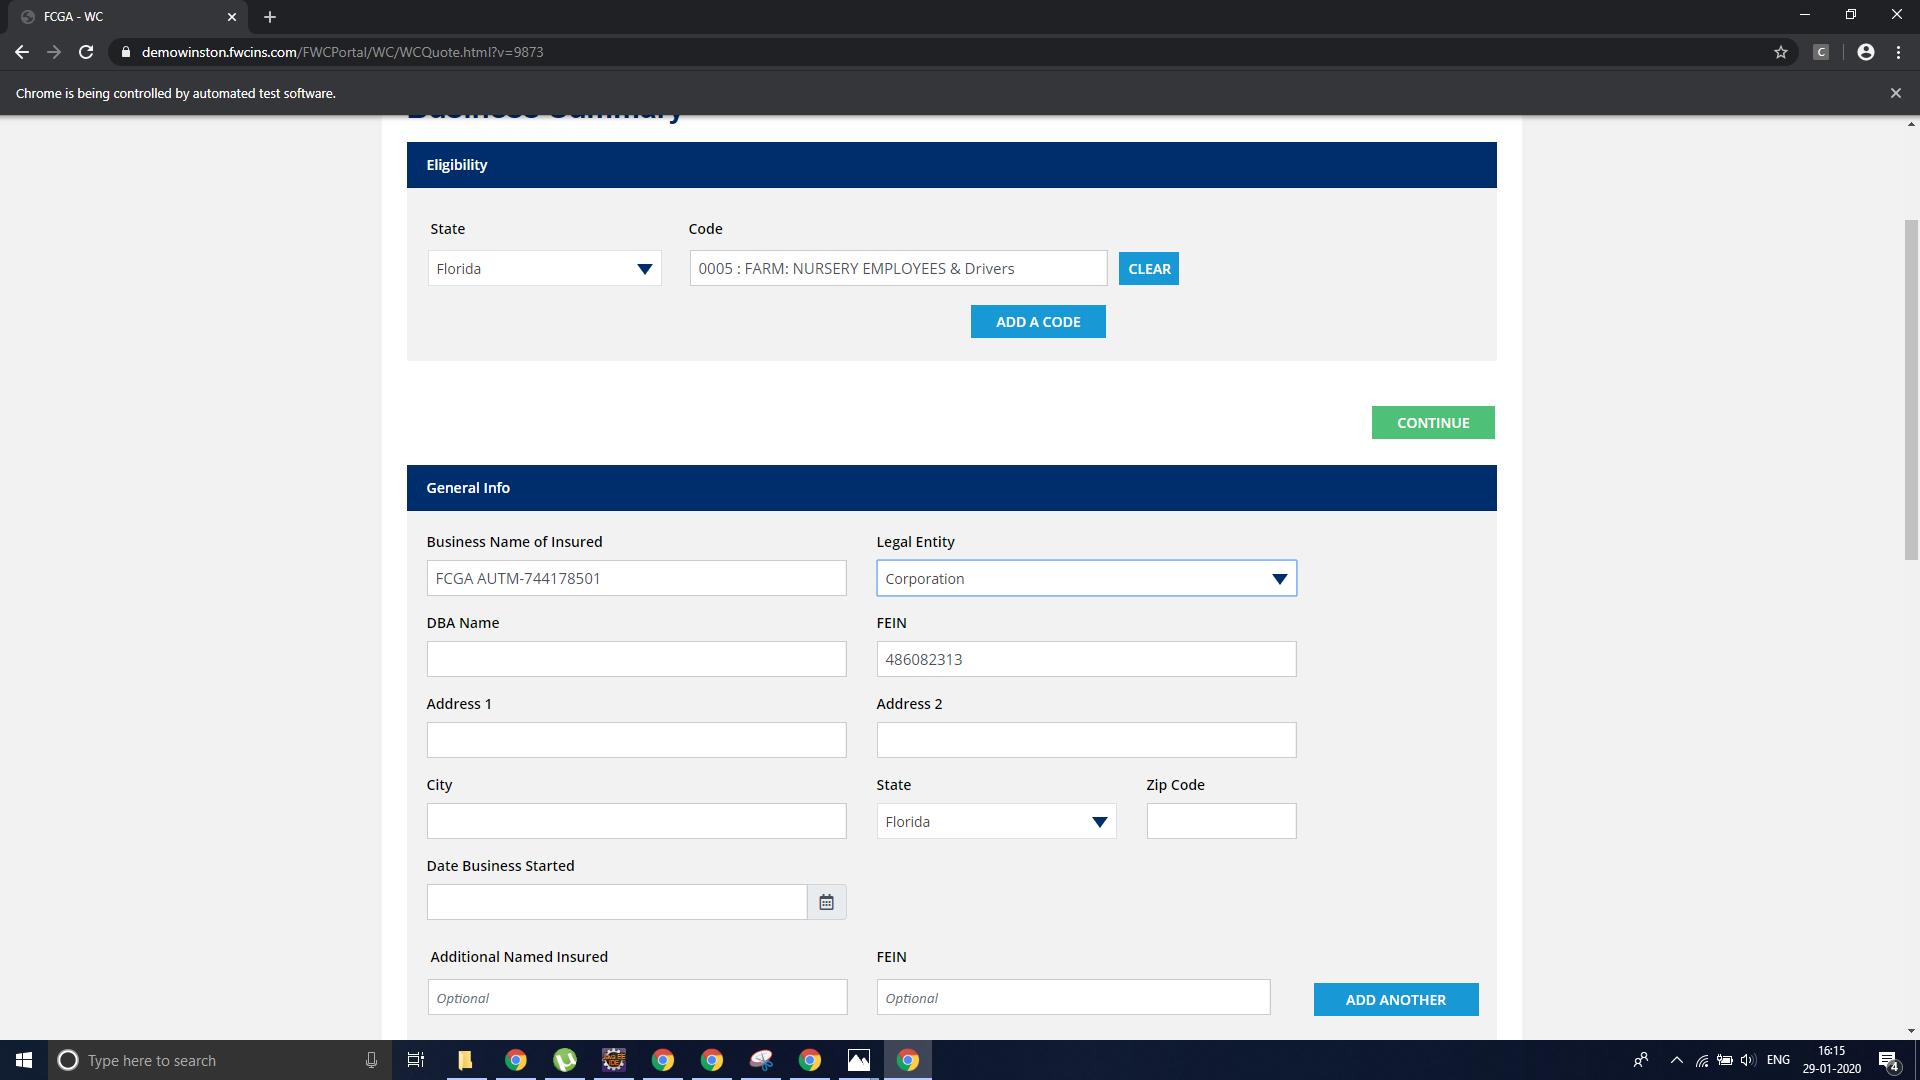 FCGA - WC
demowinston.fwcins.com/FWCPortal/WC/WCQuote.html?v=9873
C
Chrome is being controlled by automated test software.
Business Summary
Eligibility
State
Code
Florida
0005 : FARM: NURSERY EMPLOYEES & Drivers
CLEAR
ADD A CODE
CONTINUE
General Info
Business Name of Insured
Legal Entity
FCGA AUTM-744178501
Corporation
DBA Name
FEIN
486082313
Address 1
Address 2
City
State
Zip Code
Florida
Date Business Started
Additional Named Insured
FEIN
Optional
Optional
ADD ANOTHER
Type here to search
ENG
16:15
29-01-2020
4